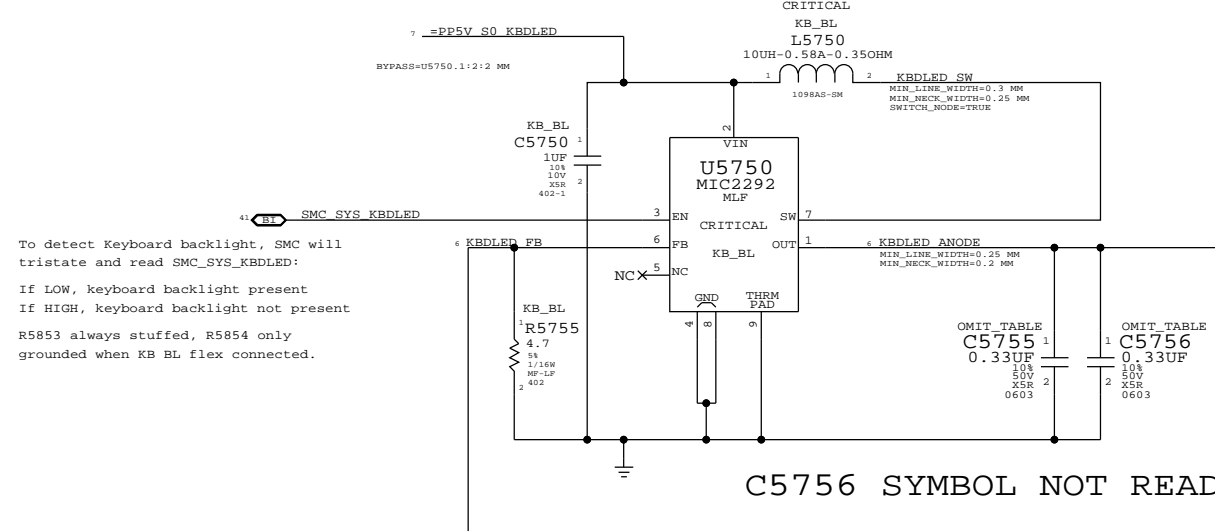 CRITICAL
KB_BL
L5750
10UH-0.58A-0.35OHM
1 2
1098AS-SM
7 =PP5V_S0_KBDLED
BYPASS=U5750.1:2:2 MM
KBDLED_SW
MIN_LINE_WIDTH=0.3 MM
MIN_NECK_WIDTH=0.25 MM
SWITCH_NODE=TRUE
KB_BL
C5750 1
1UF
10%
10V
X5R 2
402-1
2
VIN
U5750
MIC2292
MLF
CRITICAL
KB_BL
3 EN
6 FB
5 NC
NC
SW 7
OUT 1
GND
THRM
PAD
4 8 9
41 BI SMC_SYS_KBDLED
6 KBDLED_FB
6 KBDLED_ANODE
MIN_LINE_WIDTH=0.25 MM
MIN_NECK_WIDTH=0.2 MM
To detect Keyboard backlight, SMC will
tristate and read SMC_SYS_KBDLED:
If LOW, keyboard backlight present
If HIGH, keyboard backlight not present
R5853 always stuffed, R5854 only
grounded when KB BL flex connected.
KB_BL
1 R5755
4.7
5%
1/16W
MF-LF
2 402
OMIT_TABLE
C5755 1
0.33UF
10%
50V
X5R 2
0603
OMIT_TABLE
1 C5756
0.33UF
10%
50V
2 X5R
0603
C5756 SYMBOL NOT READ